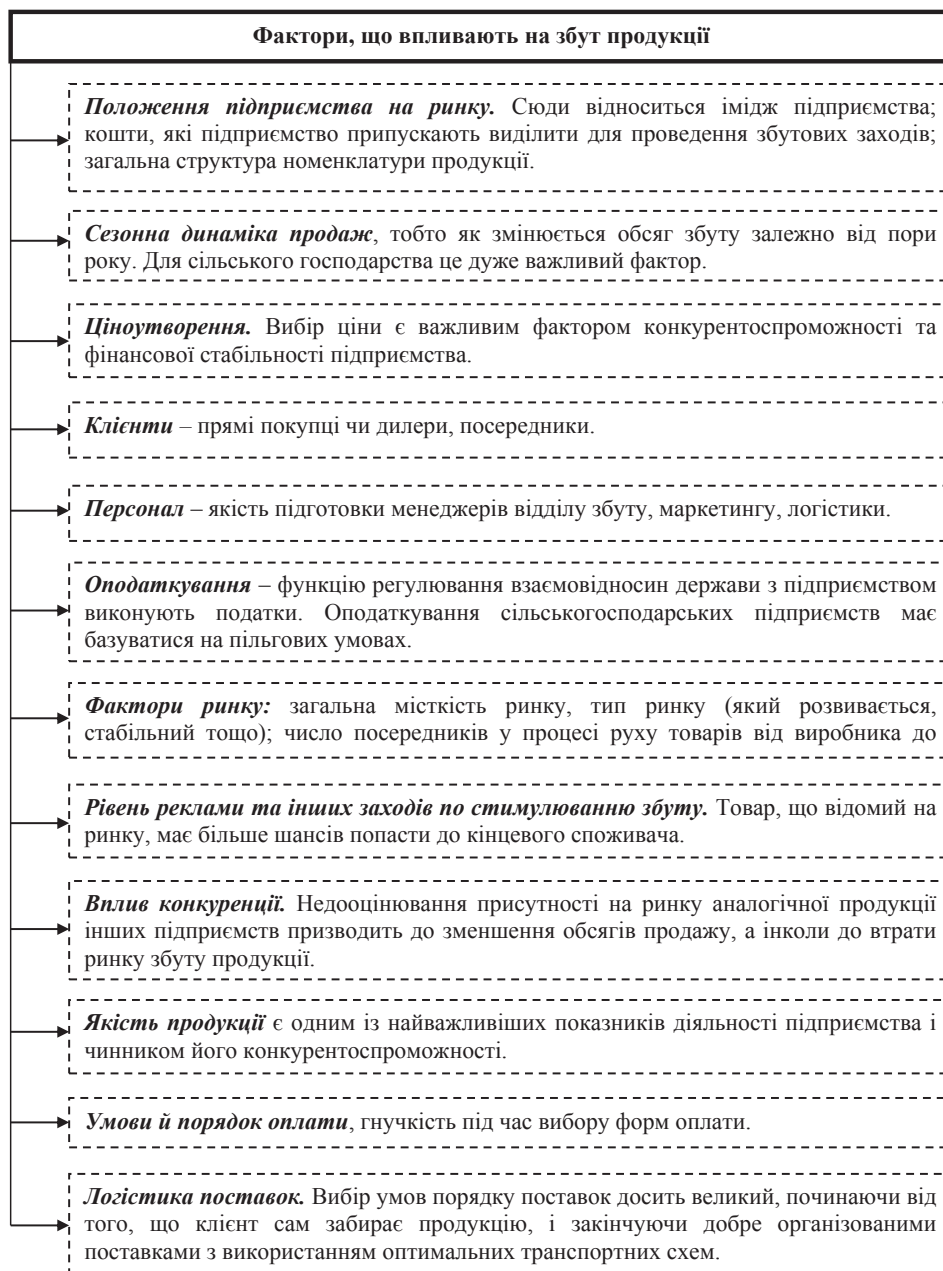 Фактори, що впливають на збут продукції
Положення підприємства на ринку. Сюди відноситься імідж підприємства;
кошти, які підприємство припускають виділити для проведення збутових заходів;
загальна структура номенклатури продукції.
Сезонна динаміка продаж, тобто як змінюється обсяг збуту залежно від пори
року. Для сільського господарства це дуже важливий фактор.
Ціноутворення. Вибір ціни є важливим фактором конкурентоспроможності та
фінансової стабільності підприємства.
Клієнти – прямі покупці чи дилери, посередники.
Персонал – якість підготовки менеджерів відділу збуту, маркетингу, логістики.
Оподаткування – функцію регулювання взаємовідносин держави з підприємством
виконують податки. Оподаткування сільськогосподарських підприємств має
базуватися на пільгових умовах.
Фактори ринку: загальна місткість ринку, тип ринку (який розвивається,
стабільний тощо); число посередників у процесі руху товарів від виробника до
Рівень реклами та інших заходів по стимулюванню збуту. Товар, що відомий на
ринку, має більше шансів попасти до кінцевого споживача.
Вплив конкуренції. Недооцінювання присутності на ринку аналогічної продукції
інших підприємств призводить до зменшення обсягів продажу, а інколи до втрати
ринку збуту продукції.
Якість продукції є одним із найважливіших показників діяльності підприємства і
чинником його конкурентоспроможності.
Умови й порядок оплати, гнучкість під час вибору форм оплати.
Логістика поставок. Вибір умов порядку поставок досить великий, починаючи від
того, що клієнт сам забирає продукцію, і закінчуючи добре організованими
поставками з використанням оптимальних транспортних схем.